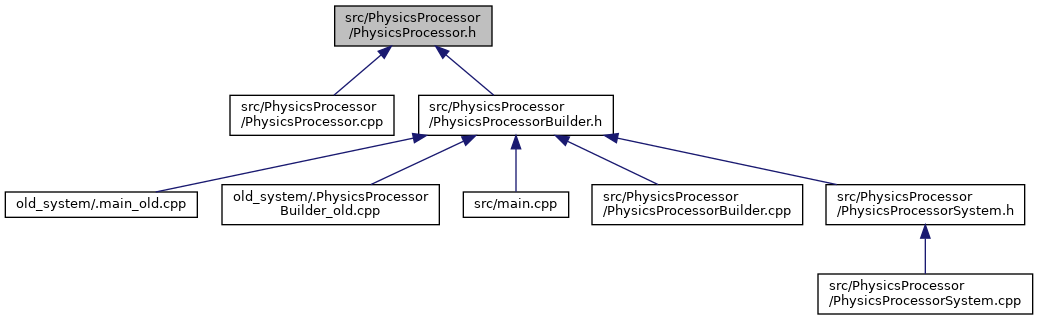 src/PhysicsProcessor
/PhysicsProcessor.h
src/PhysicsProcessor
/PhysicsProcessor.cpp
src/PhysicsProcessor
/PhysicsProcessorBuilder.h
old_system/.main_old.cpp
old_system/.PhysicsProcessor
Builder_old.cpp
src/main.cpp
src/PhysicsProcessor
/PhysicsProcessorBuilder.cpp
src/PhysicsProcessor
/PhysicsProcessorSystem.h
src/PhysicsProcessor
/PhysicsProcessorSystem.cpp